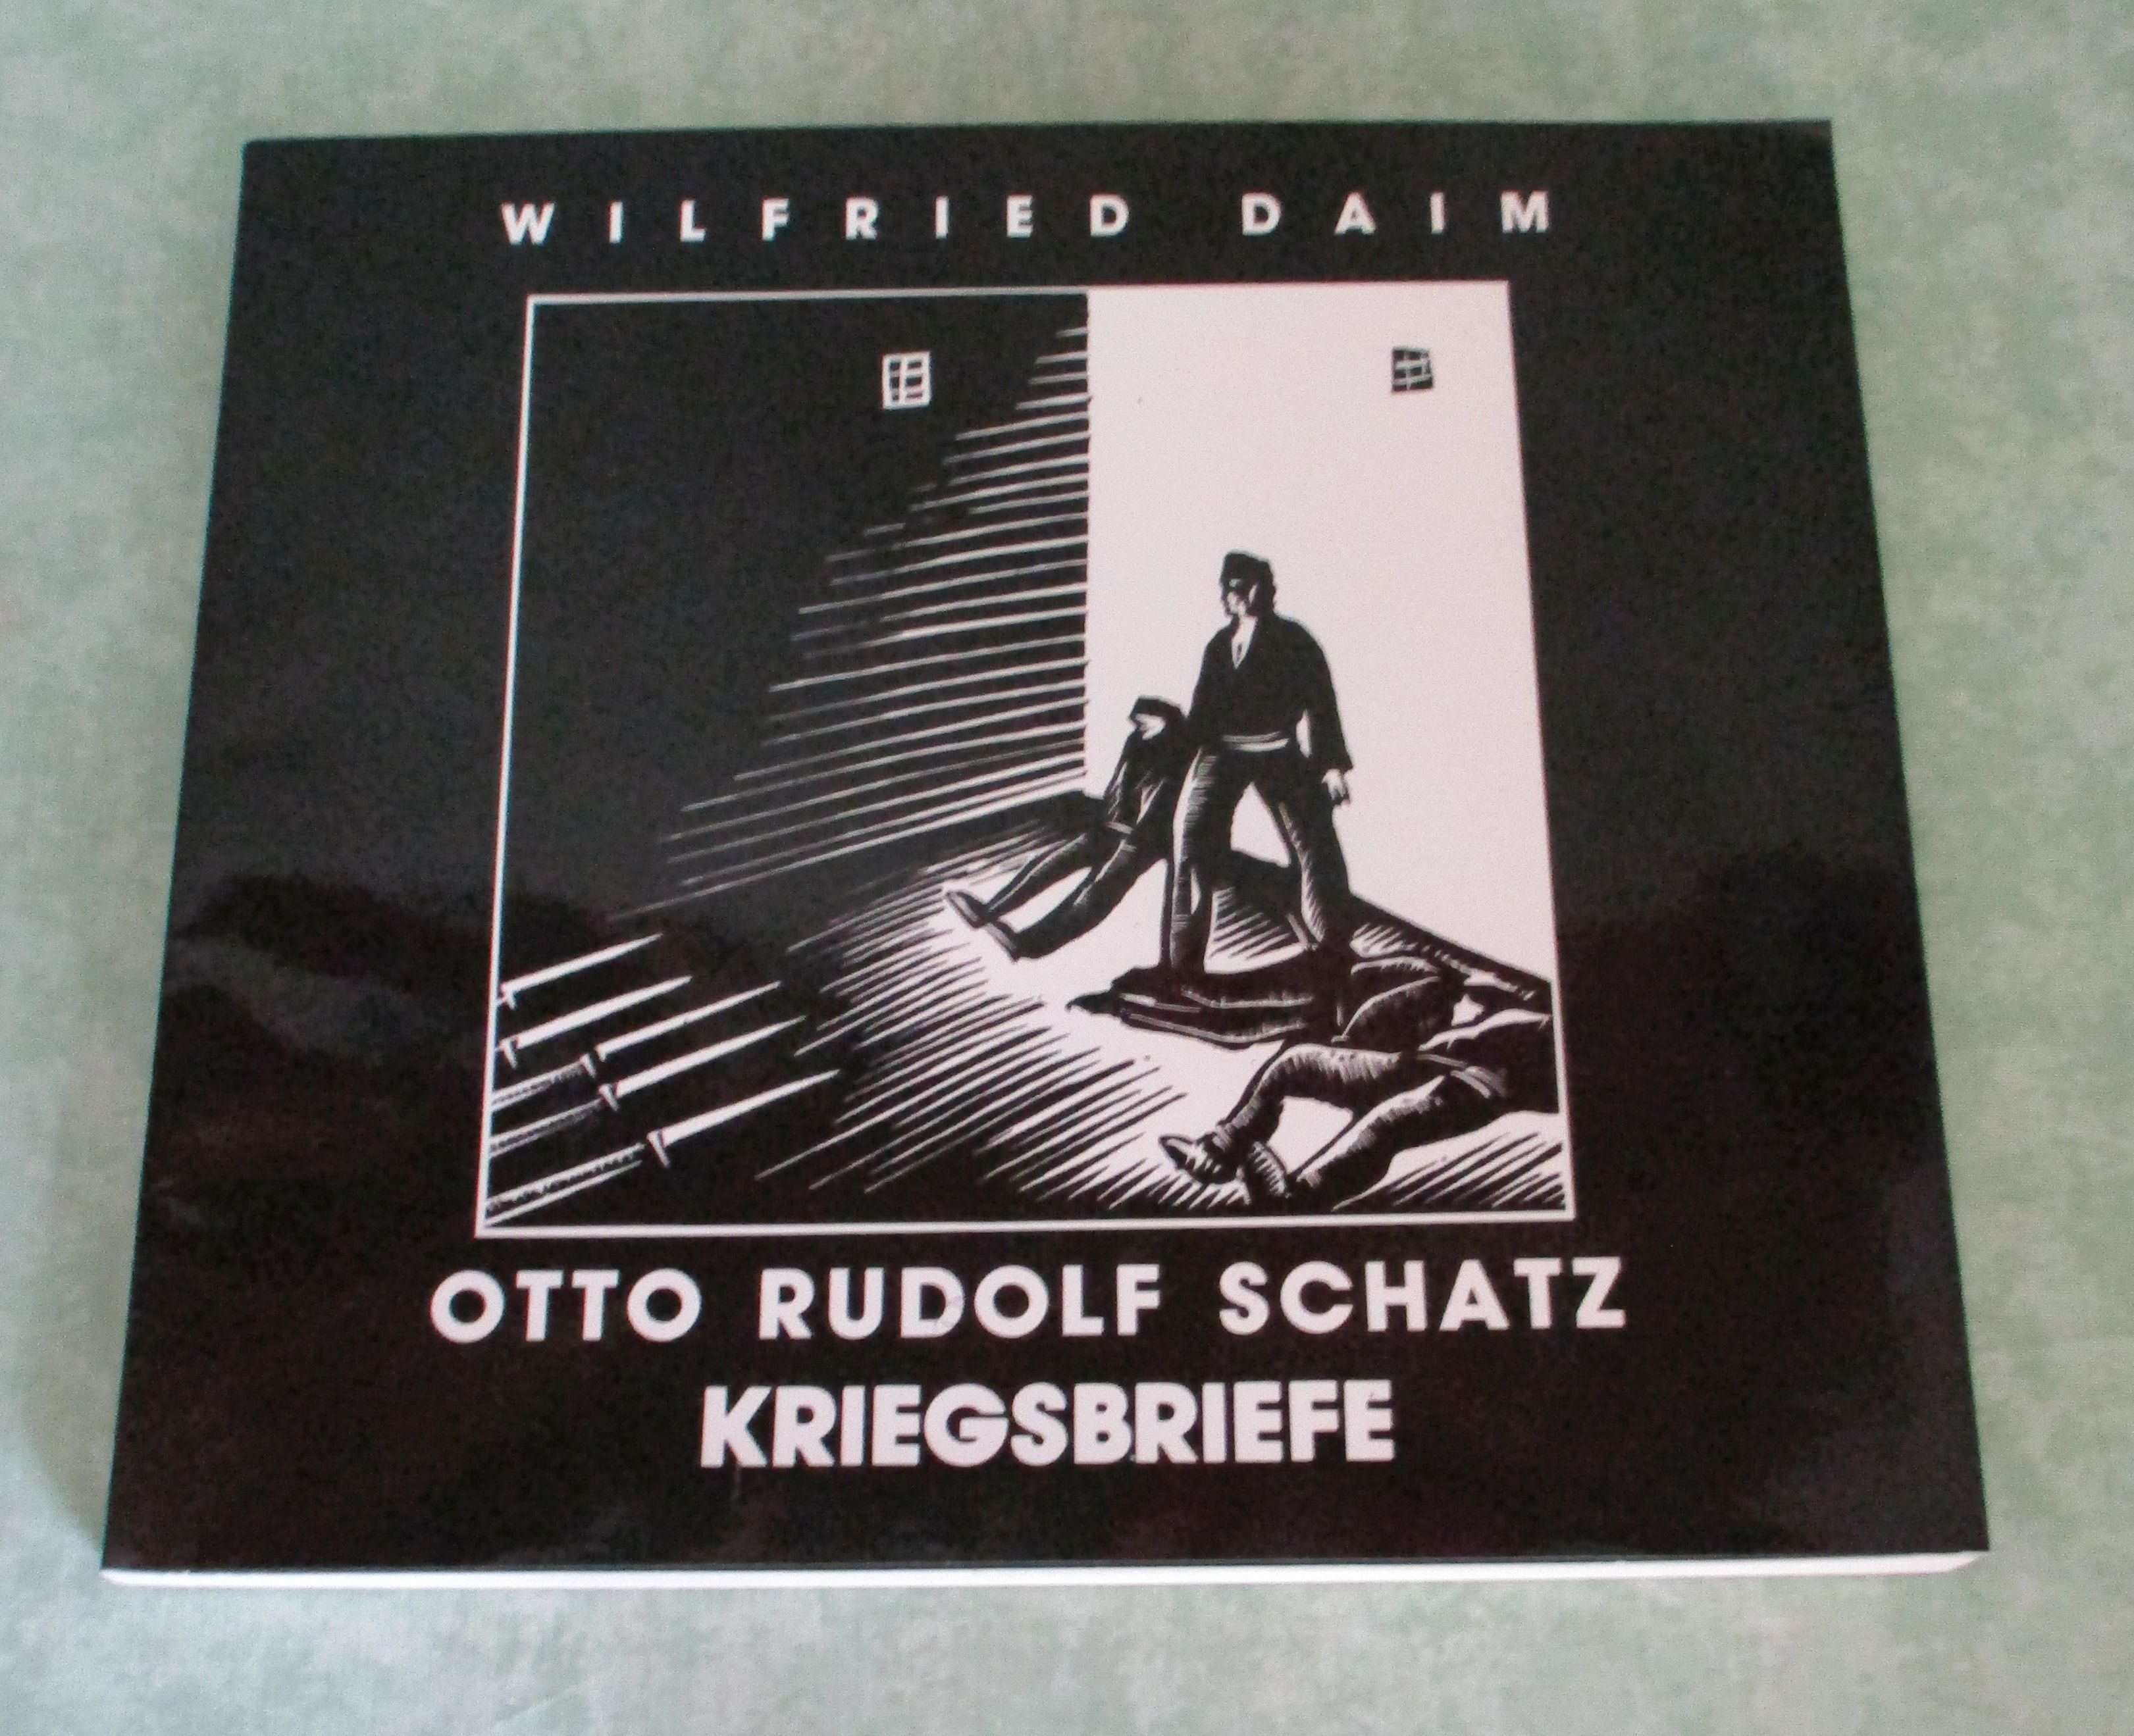 WILFRIED DAIM
OTTO RUDOLF SCHATZ
KRIEGSBRIEFE